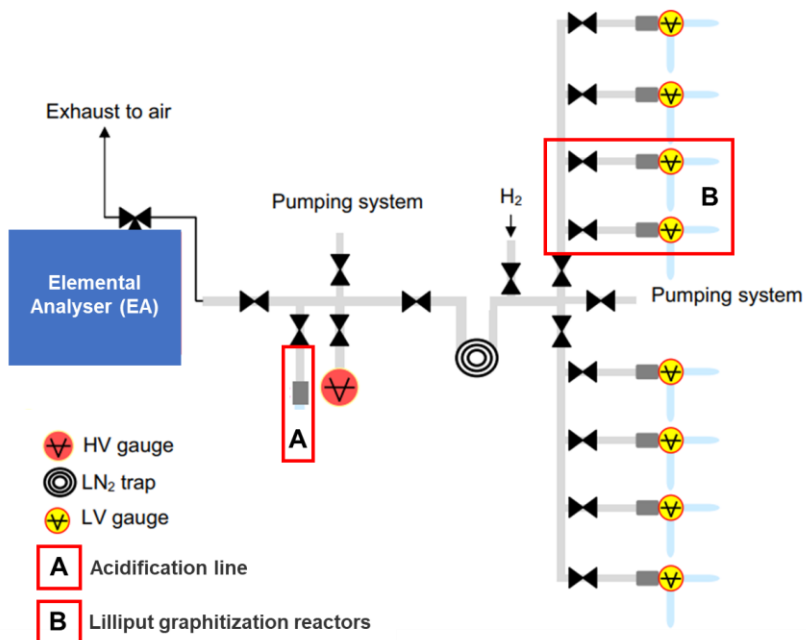 Exhaust to air
Elemental
Analyser (EA)
Pumping system
H₂
B
Pumping system
A
HV gauge
LN₂ trap
LV gauge
A Acidification line
B Lilliput graphitization reactors